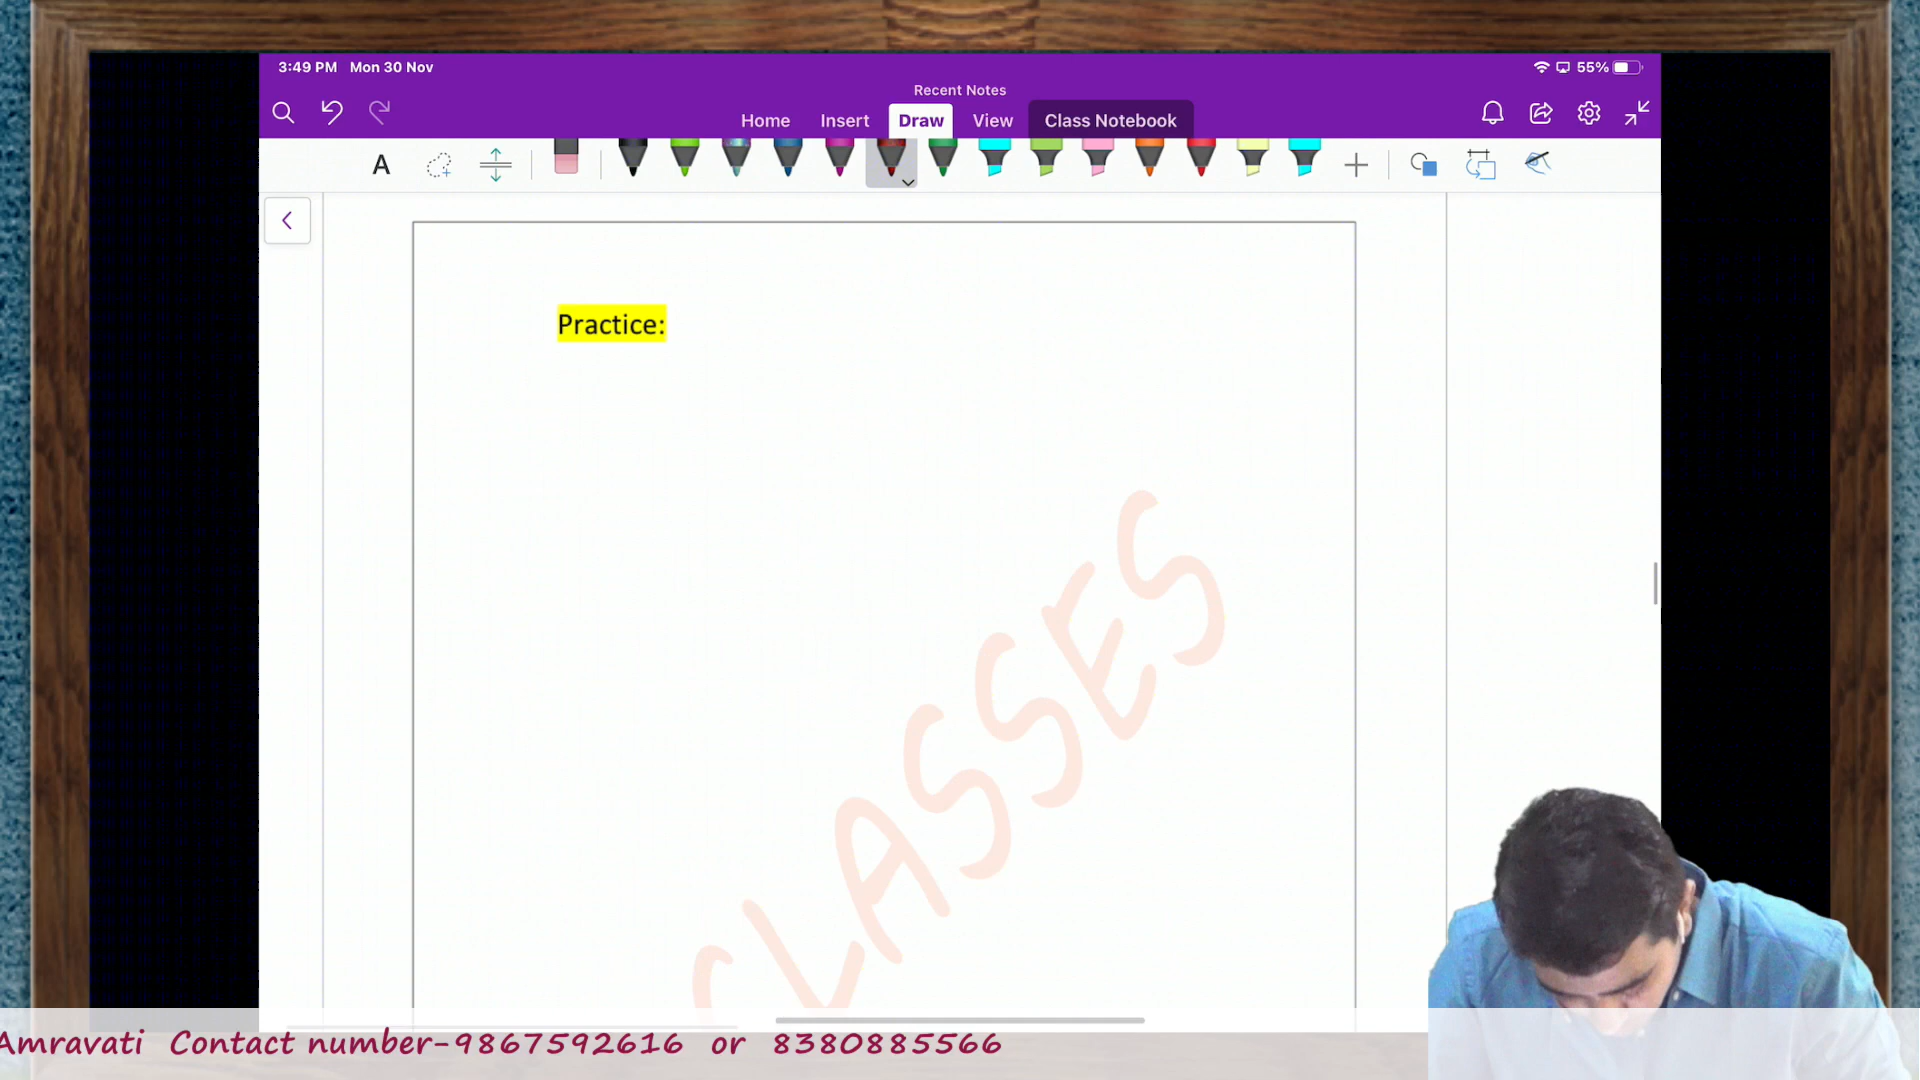 3:49 PM Mon 30 Nov
55%
Recent Notes
Home Insert Draw View Class Notebook
A
Practice:
CLASSES
Amravati Contact number-9867592616 or 8380885566